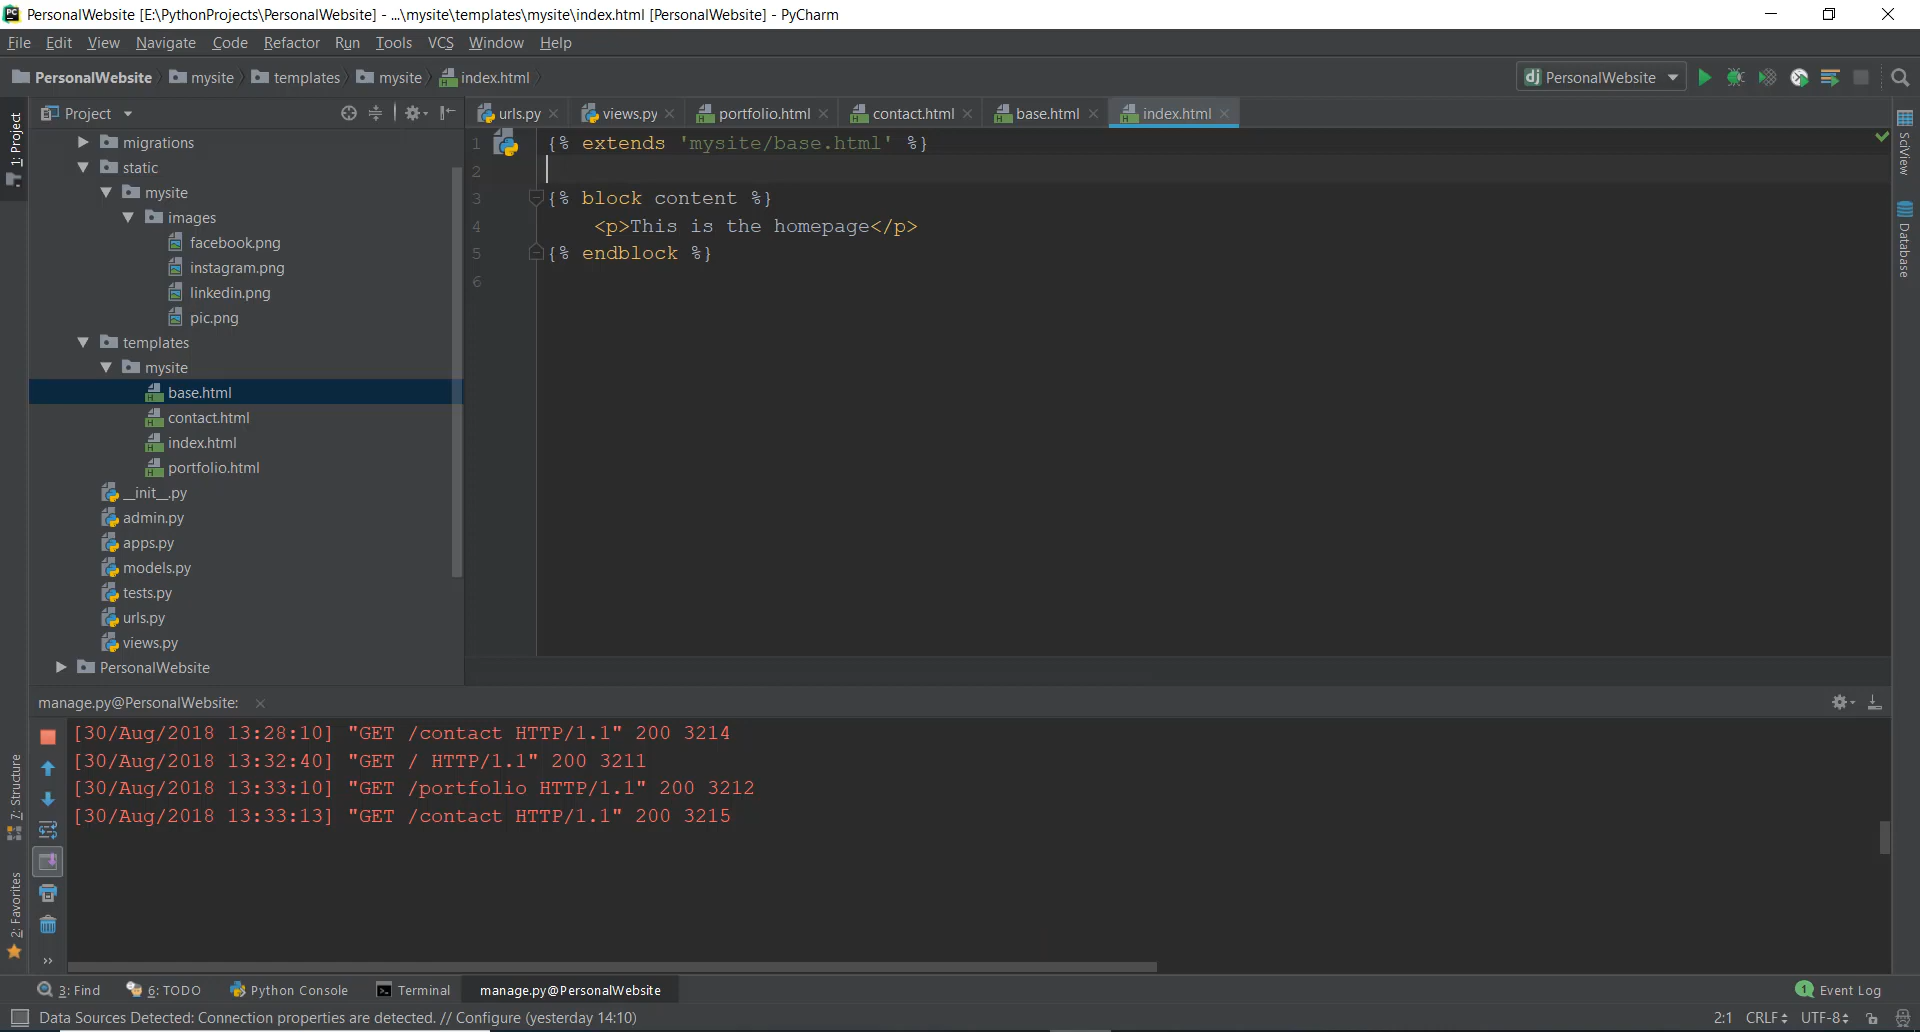 PersonalWebsite [E:\PythonProjects\PersonalWebsite] - ...\mysite\templates\mysite\index.html [PersonalWebsite] - PyCharm
File Edit View Navigate Code Refactor Run Tools VCS Window Help
PersonalWebsite mysite templates mysite index.html
dj PersonalWebsite
Project
urls.py views.py portfolio.html contact.html base.html index.html
1: Project
migrations
static
mysite
images
facebook.png
instagram.png
linkedin.png
pic.png
templates
mysite
base.html
contact.html
index.html
portfolio.html
__init__.py
admin.py
apps.py
models.py
tests.py
urls.py
views.py
PersonalWebsite
1 {% extends 'mysite/base.html' %}
2
3 {% block content %}
4 <p>This is the homepage</p>
5 {% endblock %}
6
SciView
Database
manage.py@PersonalWebsite:
[30/Aug/2018 13:28:10] "GET /contact HTTP/1.1" 200 3214
[30/Aug/2018 13:32:40] "GET / HTTP/1.1" 200 3211
[30/Aug/2018 13:33:10] "GET /portfolio HTTP/1.1" 200 3212
[30/Aug/2018 13:33:13] "GET /contact HTTP/1.1" 200 3215
7: Structure
2: Favorites
3: Find 6: TODO Python Console Terminal manage.py@PersonalWebsite 1 Event Log
Data Sources Detected: Connection properties are detected. // Configure (yesterday 14:10) 2:1 CRLF UTF-8